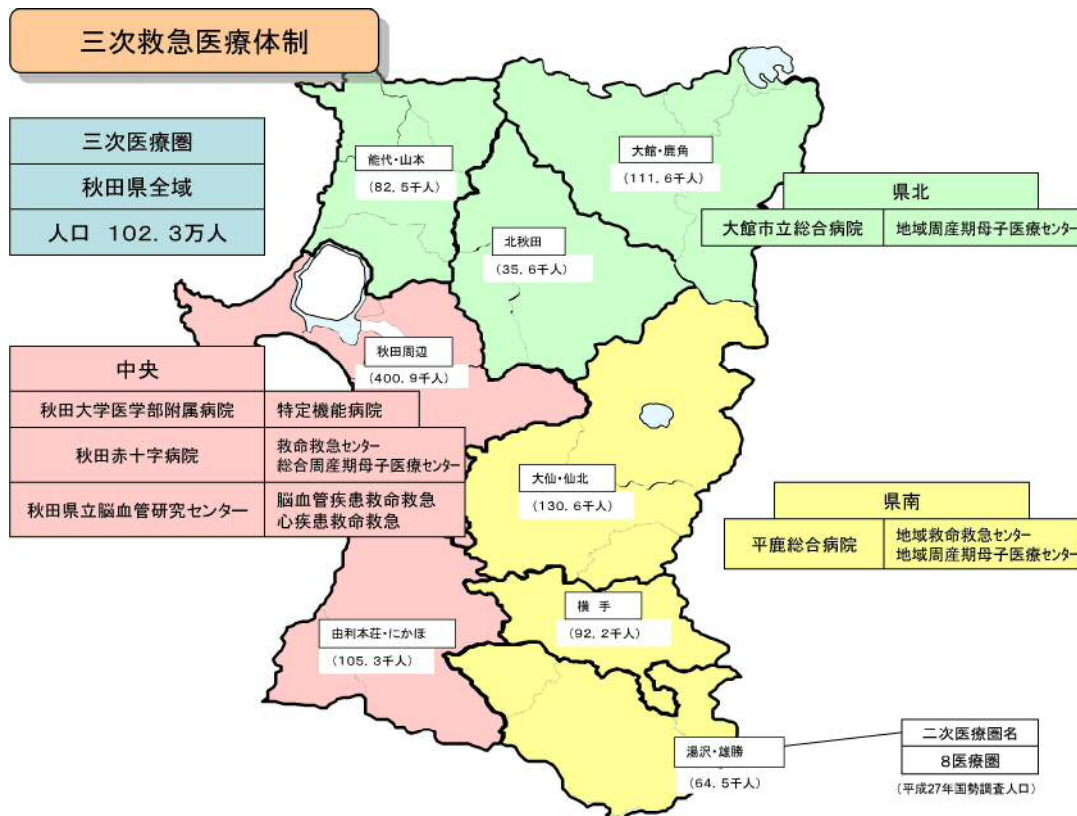 三次救急医療体制
三次医療圏
秋田県全域
人口 102.3万人
能代・山本
(82.5千人)
大館・鹿角
(111.6千人)
北秋田
(35.6千人)
県北
大館市立総合病院 地域周産期母子医療センター
秋田周辺
(400.9千人)
中央
秋田大学医学部附属病院 特定機能病院
秋田赤十字病院 救命救急センター
総合周産期母子医療センター
秋田県立脳血管研究センター 脳血管疾患救命救急
心疾患救命救急
大仙・仙北
(130.6千人)
県南
平鹿総合病院 地域救命救急センター
地域周産期母子医療センター
横 手
(92.2千人)
由利本荘・にかほ
(105.3千人)
湯沢・雄勝
(64.5千人)
二次医療圏名
8医療圏
(平成27年国勢調査人口)